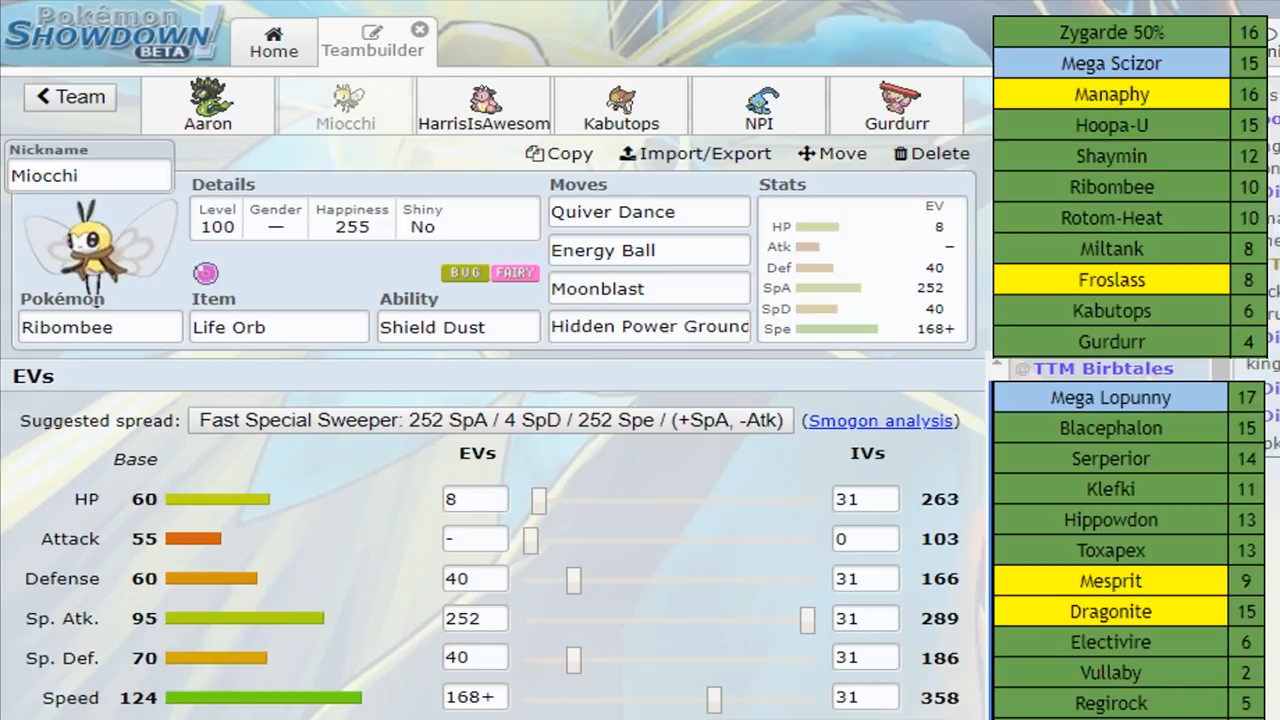 Pokémon
SHOWDOWN!
BETA
Home
Teambuilder
Team
Aaron
Miocchi
HarrisIsAwesom
Kabutops
NPI
Gurdurr
Copy
Import/Export
Move
Delete
Nickname
Miocchi
Details
Level
100
Gender
—
Happiness
255
Shiny
No
BUG
FAIRY
Pokémon
Ribombee
Item
Life Orb
Ability
Shield Dust
Moves
Quiver Dance
Energy Ball
Moonblast
Hidden Power Ground
Stats
EV
HP 8
Atk –
Def 40
SpA 252
SpD 40
Spe 168+
EVs
Suggested spread: Fast Special Sweeper: 252 SpA / 4 SpD / 252 Spe / (+SpA, -Atk) (Smogon analysis)
Base EVs IVs
HP 60 8 31 263
Attack 55 - 0 103
Defense 60 40 31 166
Sp. Atk. 95 252 31 289
Sp. Def. 70 40 31 186
Speed 124 168+ 31 358
Zygarde 50% 16
Mega Scizor 15
Manaphy 16
Hoopa-U 15
Shaymin 12
Ribombee 10
Rotom-Heat 10
Miltank 8
Froslass 8
Kabutops 6
Gurdurr 4
@TTM Birbtales
Mega Lopunny 17
Blacephalon 15
Serperior 14
Klefki 11
Hippowdon 13
Toxapex 13
Mesprit 9
Dragonite 15
Electivire 6
Vullaby 2
Regirock 5